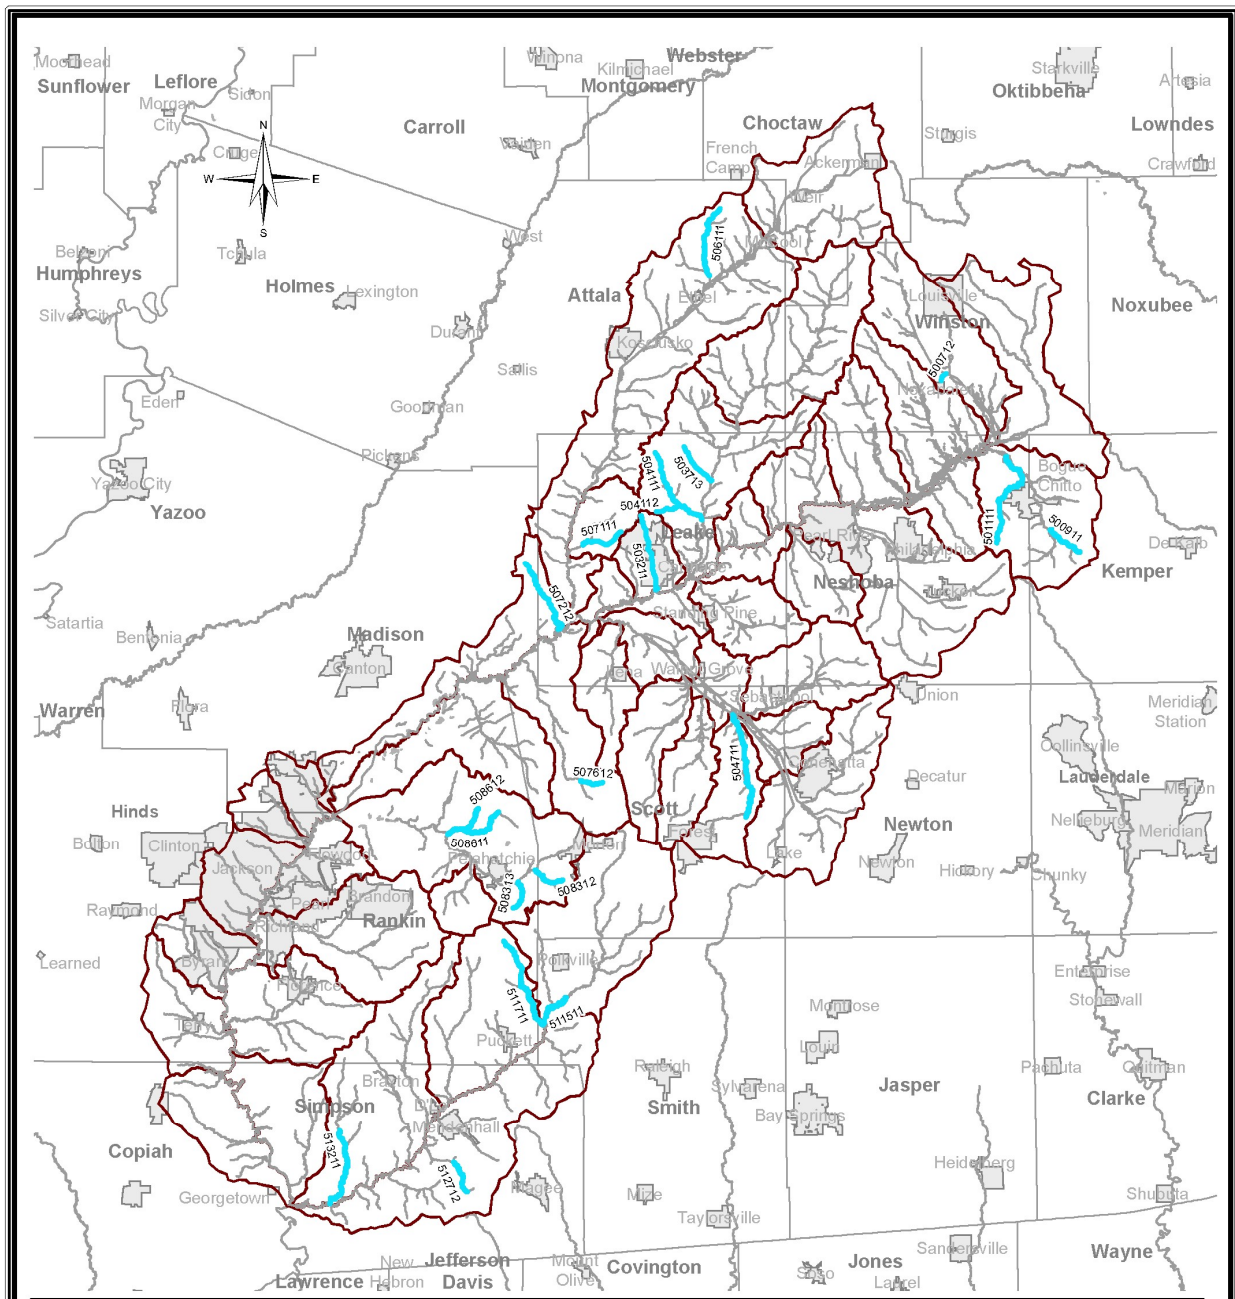 Webster
Winona
Moorhead
Kilmichael
Starkville
Leflore
Sunflower
Montgomery
Artesia
Oktibbeha
Sidon
Morgan
City
Choctaw
Lowndes
Carroll
N
Sturgis
Vaiden
French
Camp
Cruger
Ackerman
Crawford
W
E
Weir
S
West
McCool
506111
Belzoni
Tchula
Humphreys
Holmes
Lexington
Attala
Ethel
Louisville
Noxubee
Silver City
Winston
Durant
Kosciusko
500712
Sallis
Noxapater
Eden
Goodman
Pickens
Bogue
Chitto
504111
503713
Yazoo City
504112
Yazoo
507111
501111
500911
Leake
Pearl River
Philadelphia
De Kalb
503211
Carthage
Kemper
Neshoba
Tucker
507212
Standing Pine
Satartia
Bentonia
Madison
Canton
Lena
Walnut Grove
Sebastopol
Union
Meridian
Station
Flora
Warren
Collinsville
504711
Conehatta
507612
Decatur
Lauderdale
Marion
508612
Hinds
Scott
Newton
Nellieburg
Meridian
Forest
Bolton
Clinton
508611
Morton
Flowood
Lake
Pelahatchie
Newton
Hickory
Chunky
Jackson
508313
508312
Brandon
Pearl
Raymond
Rankin
Richland
Learned
Byram
Polkville
Enterprise
Florence
Stonewall
511711
Montrose
511511
Terry
Puckett
Louin
Raleigh
Pachuta
Quitman
Braxton
Sylvarena
Jasper
Simpson
D'Lo
Smith
Bay Springs
Clarke
Mendenhall
513211
Copiah
Heidelberg
512712
Georgetown
Magee
Mize
Shubuta
Taylorsville
Sandersville
Wayne
New
Hebron
Jefferson
Davis
Mount
Olive
Covington
Jones
Soso
Lawrence
Laurel